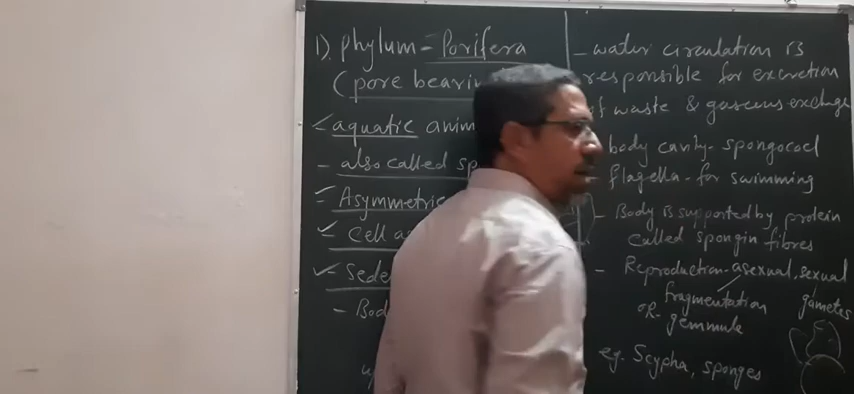 1). Phylum = Porifera
(pore bearin
aquatic anim
- also called sp
= Asymmetric
Cell a
Sede
- Bod
- water circulation is
responsible for excretion
of waste & gaseous exchange
body cavity - spongocoel
flagella - for swimming
- Body is supported by protein
called spongin fibres
- Reproduction - asexual, sexual
fragmentation gametes
OR - gemmule
eg. Scypha, sponges